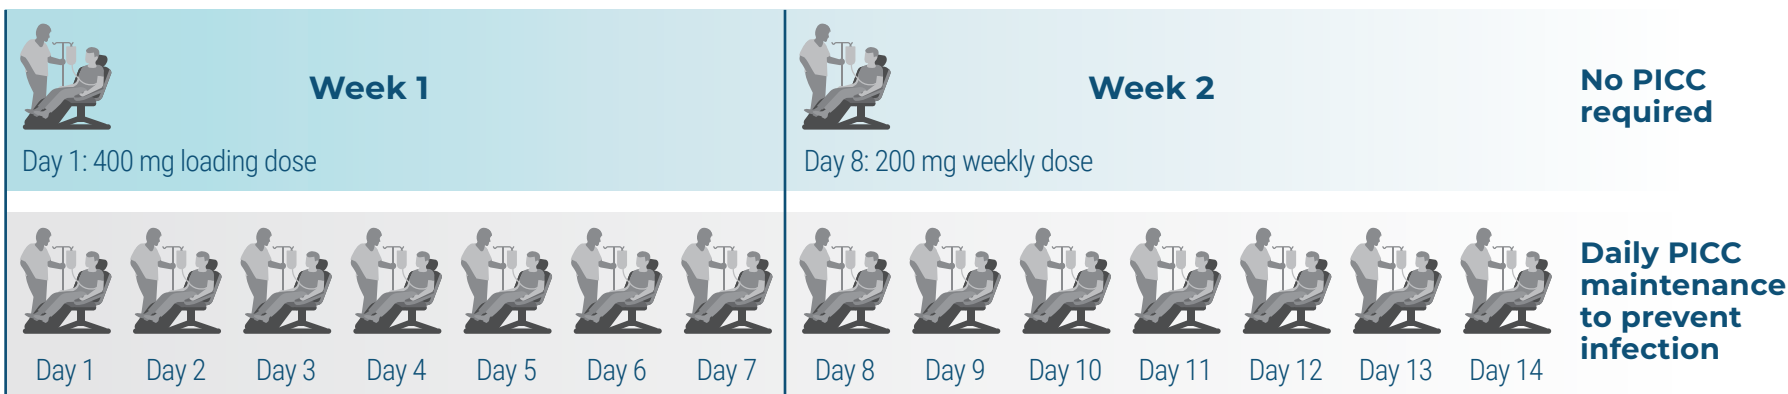 Week 1
Day 1: 400 mg loading dose
Week 2
Day 8: 200 mg weekly dose
No PICC
required
Day 1
Day 2
Day 3
Day 4
Day 5
Day 6
Day 7
Day 8
Day 9
Day 10
Day 11
Day 12
Day 13
Day 14
Daily PICC
maintenance
to prevent
infection